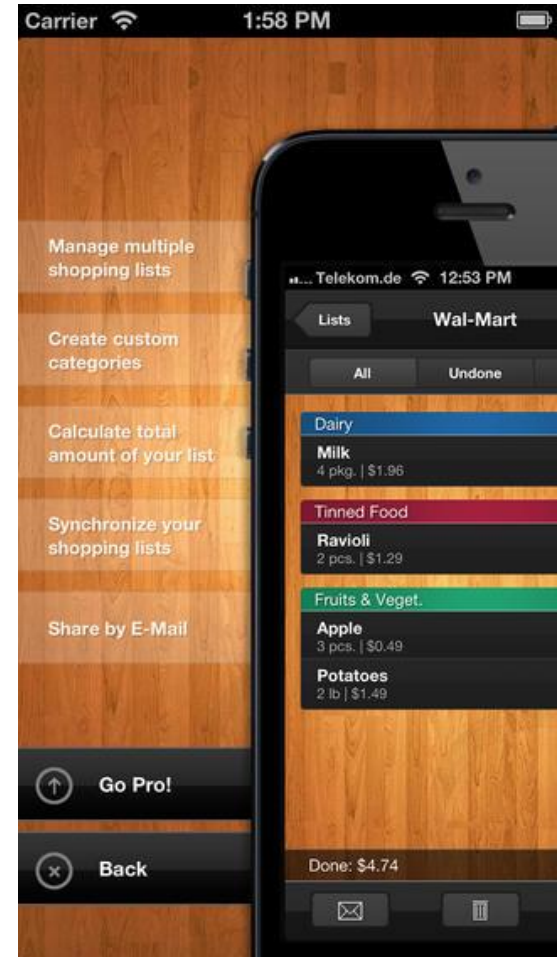 Carrier 1:58 PM
Manage multiple
shopping lists
Create custom
categories
Calculate total
amount of your list
Synchronize your
shopping lists
Share by E-Mail
Go Pro!
Back
... Telekom.de 12:53 PM
Lists Wal-Mart
All Undone
Dairy
Milk
4 pkg. | $1.96
Tinned Food
Ravioli
2 pcs. | $1.29
Fruits & Veget.
Apple
3 pcs. | $0.49
Potatoes
2 lb | $1.49
Done: $4.74